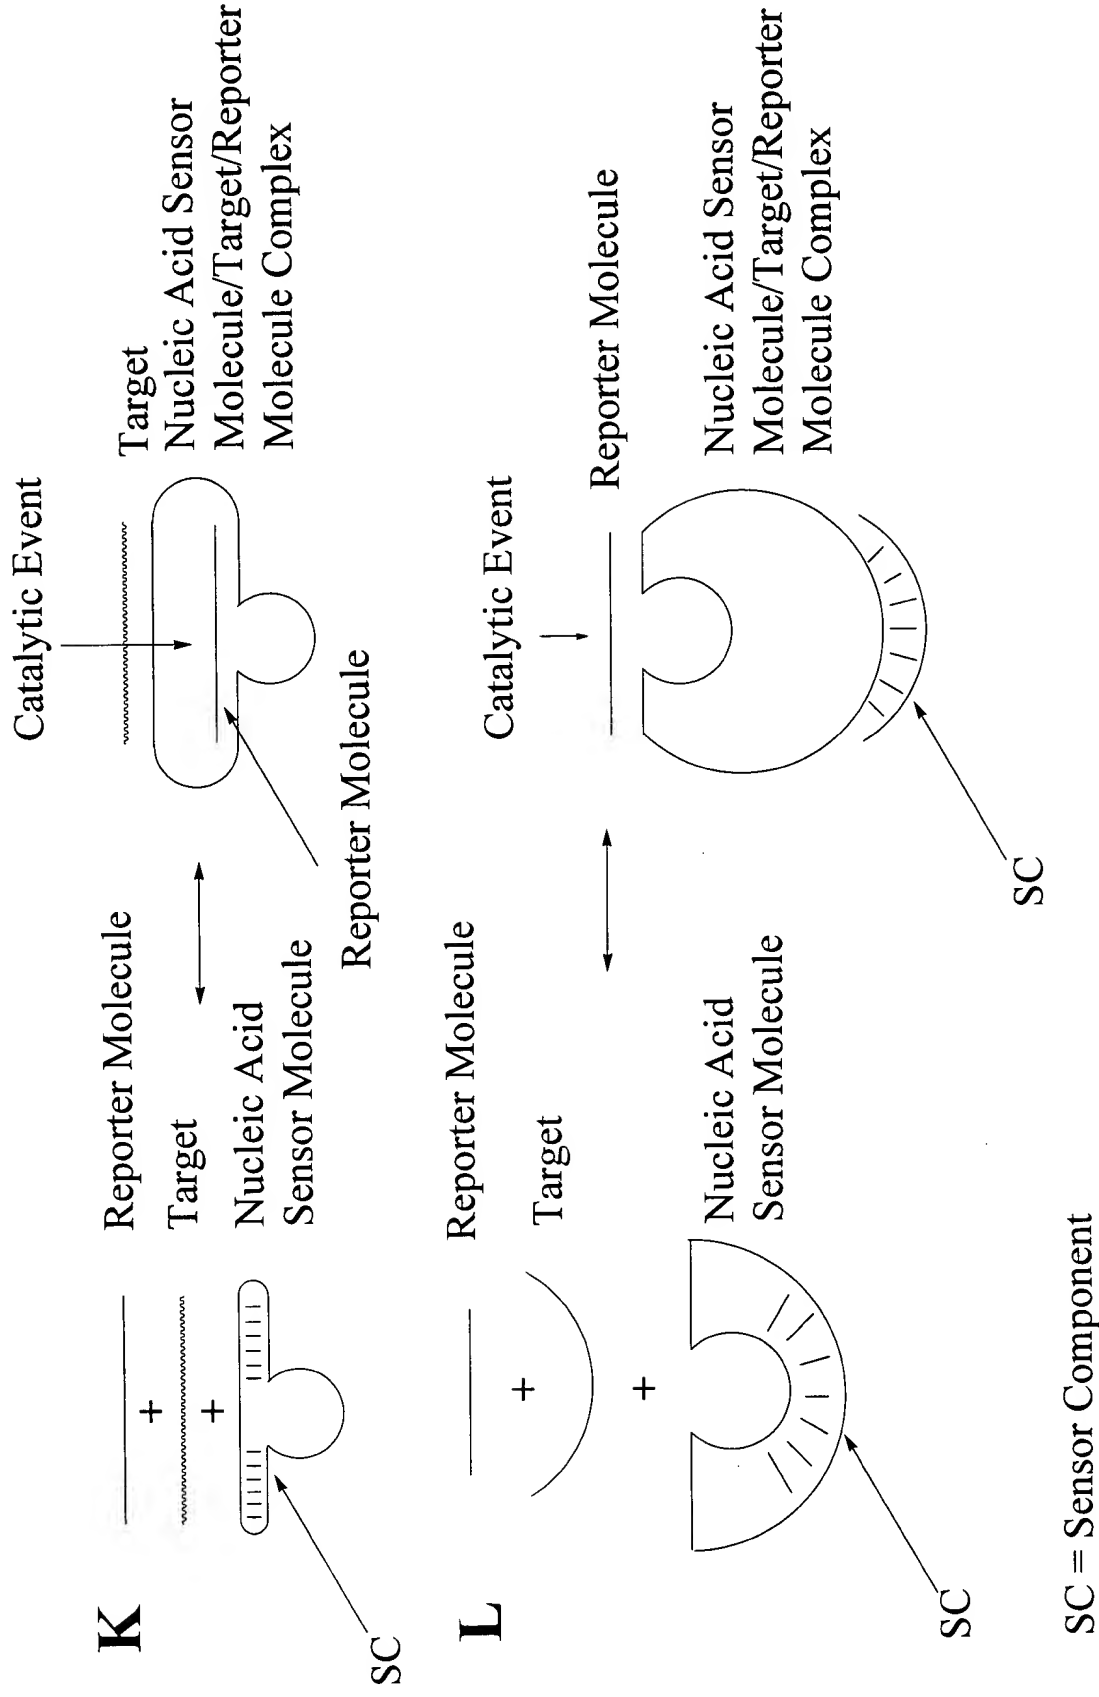 K
Reporter Molecule
+
Target
+
Nucleic Acid
Sensor Molecule
SC
Catalytic Event
Target
Nucleic Acid Sensor
Molecule/Target/Reporter
Molecule Complex
Reporter Molecule
L
Reporter Molecule
+
Target
+
Nucleic Acid
Sensor Molecule
SC
Catalytic Event
Reporter Molecule
Nucleic Acid Sensor
Molecule/Target/Reporter
Molecule Complex
SC
SC = Sensor Component